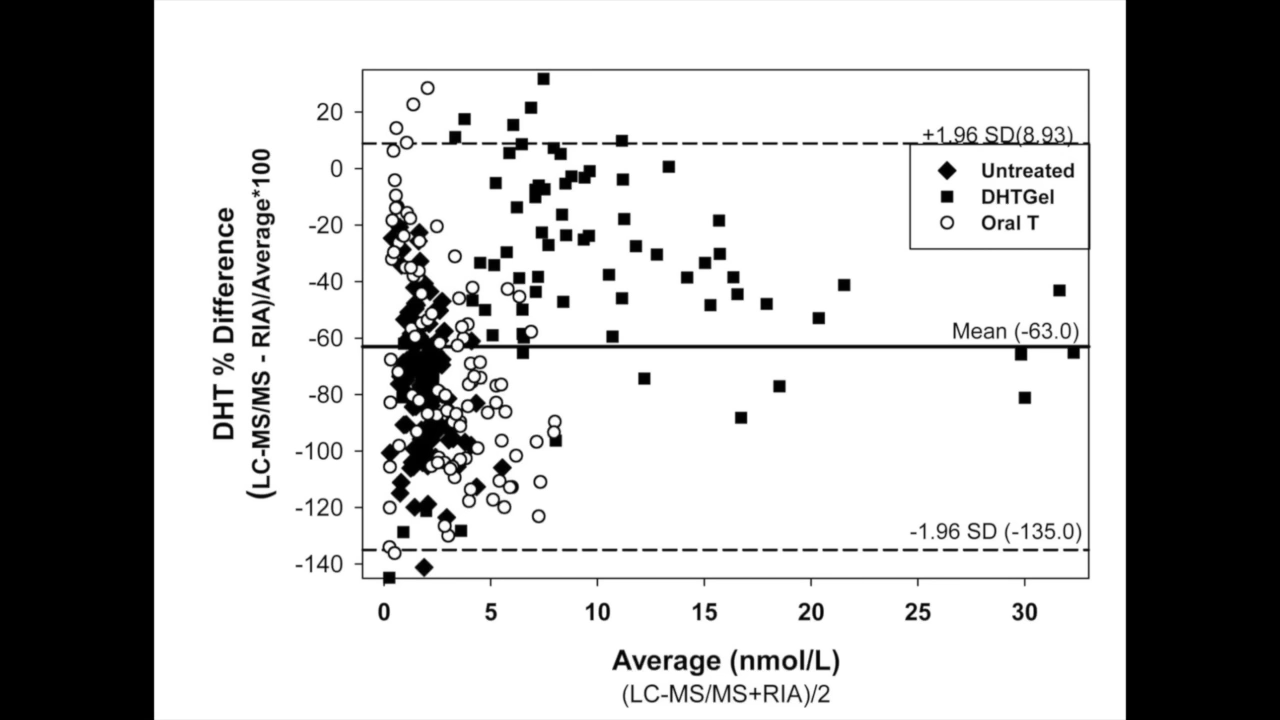 DHT % Difference
(LC-MS/MS - RIA)/Average*100
20
0
-20
-40
-60
-80
-100
-120
-140
+1.96 SD(8.93)
Untreated
DHTGel
Oral T
Mean (-63.0)
-1.96 SD (-135.0)
0 5 10 15 20 25 30
Average (nmol/L)
(LC-MS/MS+RIA)/2